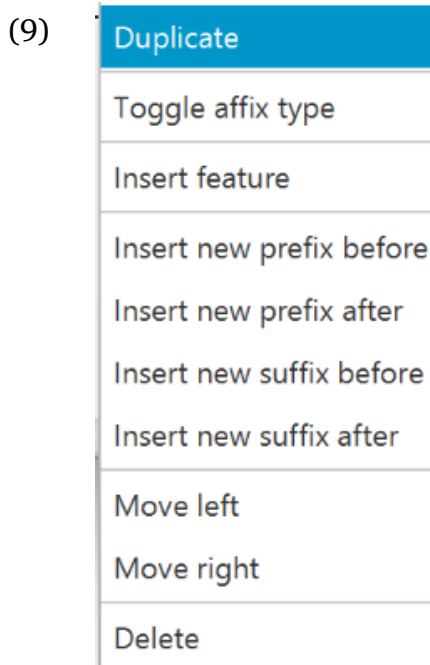 (9)
Duplicate
Toggle affix type
Insert feature
Insert new prefix before
Insert new prefix after
Insert new suffix before
Insert new suffix after
Move left
Move right
Delete